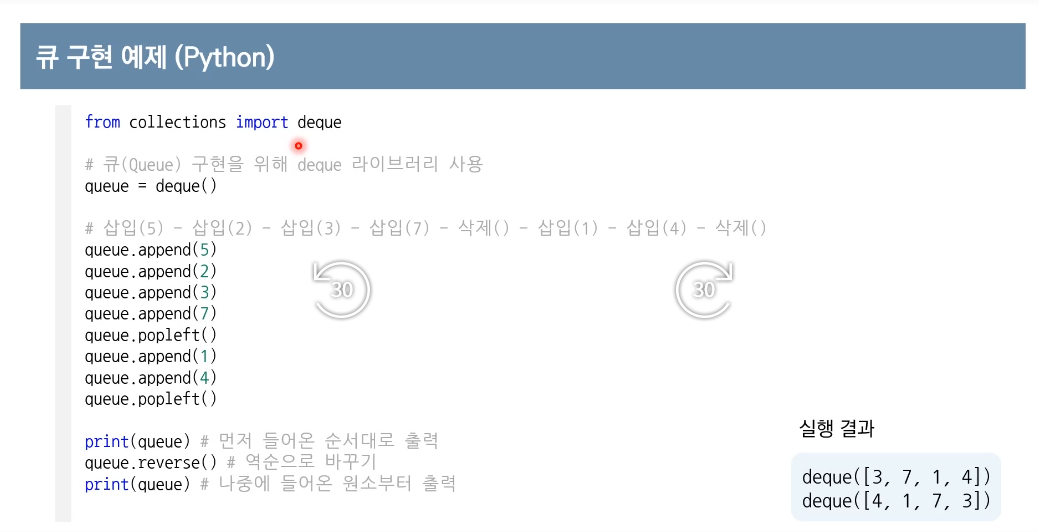 큐 구현 예제 (Python)
from collections import deque
# 큐(Queue) 구현을 위해 deque 라이브러리 사용
queue = deque()
# 삽입(5) - 삽입(2) - 삽입(3) - 삽입(7) - 삭제() - 삽입(1) - 삽입(4) - 삭제()
queue.append(5)
queue.append(2)
queue.append(3)
queue.append(7)
queue.popleft()
queue.append(1)
queue.append(4)
queue.popleft()
30
30
print(queue) # 먼저 들어온 순서대로 출력
queue.reverse() # 역순으로 바꾸기
print(queue) # 나중에 들어온 원소부터 출력
실행 결과
deque([3, 7, 1, 4])
deque([4, 1, 7, 3])